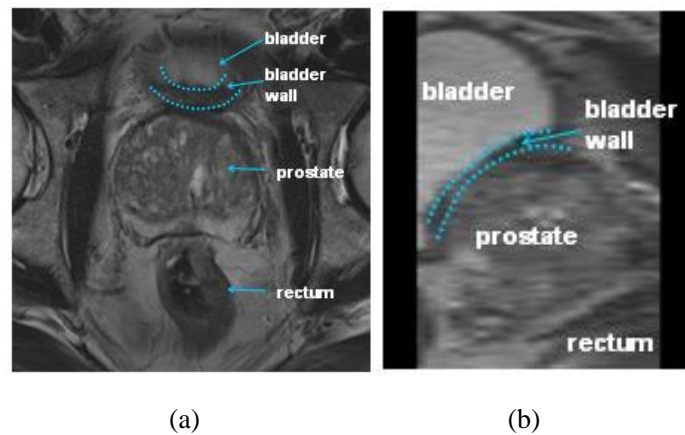 bladder
bladder
wall
prostate
rectum
bladder
bladder
wall
prostate
rectum
(a)
(b)